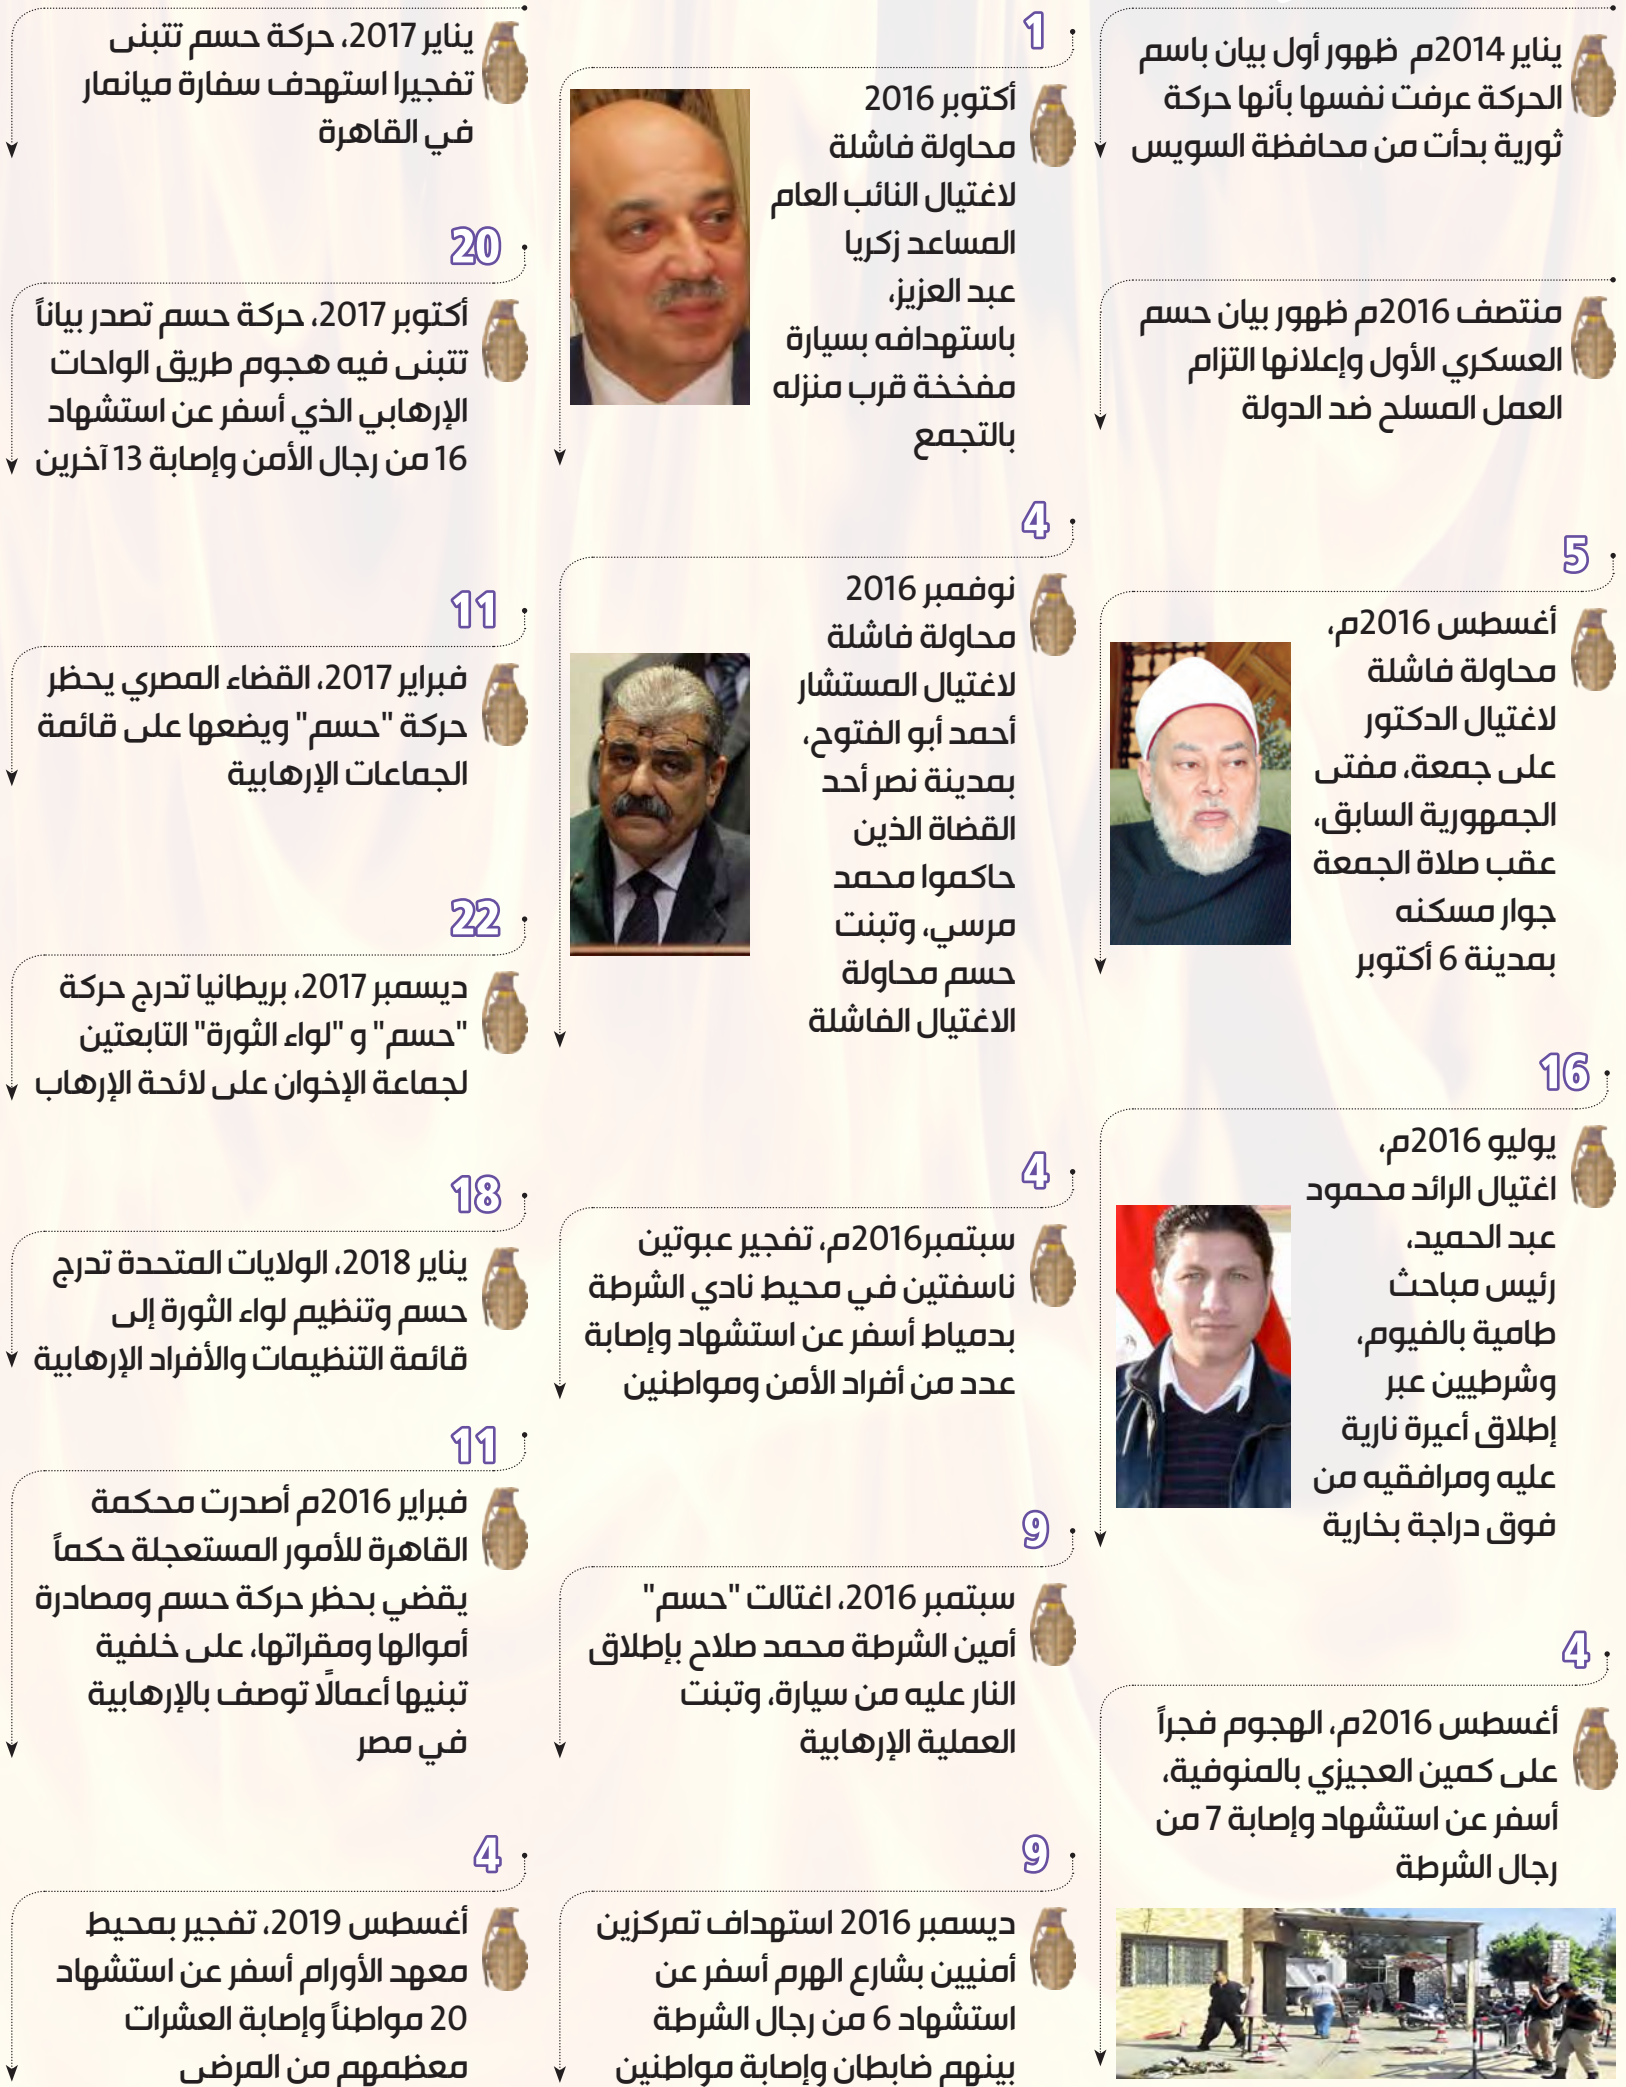 يناير 2014م ظهور أول بيان باسم
الحركة عرفت نفسها بأنها حركة
ثورية بدأت من محافظة السويس
منتصف 2016م ظهور بيان حسم
العسكري الأول وإعلانها التزام
العمل المسلح ضد الدولة
5
أغسطس 2016م،
محاولة فاشلة
لاغتيال الدكتور
على جمعة، مفتى
الجمهورية السابق،
عقب صلاة الجمعة
جوار مسكنه
بمدينة 6 أكتوبر
16
يوليو 2016م،
اغتيال الرائد محمود
عبد الحميد،
رئيس مباحث
طامية بالفيوم،
وشرطيين عبر
إطلاق أعيرة نارية
عليه ومرافقيه من
فوق دراجة بخارية
4
أغسطس 2016م، الهجوم فجراً
على كمين العجيزي بالمنوفية،
أسفر عن استشهاد وإصابة 7 من
رجال الشرطة
1
أكتوبر 2016
محاولة فاشلة
لاغتيال النائب العام
المساعد زكريا
عبد العزيز،
باستهدافه بسيارة
مفخخة قرب منزله
بالتجمع
4
نوفمبر 2016
محاولة فاشلة
لاغتيال المستشار
أحمد أبو الفتوح،
بمدينة نصر أحد
القضاة الذين
حاكموا محمد
مرسي، وتبنت
حسم محاولة
الاغتيال الفاشلة
4
سبتمبر2016م، تفجير عبوتين
ناسفتين في محيط نادي الشرطة
بدمياط أسفر عن استشهاد وإصابة
عدد من أفراد الأمن ومواطنين
9
سبتمبر 2016، اغتالت "حسم"
أمين الشرطة محمد صلاح بإطلاق
النار عليه من سيارة، وتبنت
العملية الإرهابية
9
ديسمبر 2016 استهداف تمركزين
أمنيين بشارع الهرم أسفر عن
استشهاد 6 من رجال الشرطة
بينهم ضابطان وإصابة مواطنين
يناير 2017، حركة حسم تتبنى
تفجيرا استهدف سفارة ميانمار
في القاهرة
20
أكتوبر 2017، حركة حسم تصدر بياناً
تتبنى فيه هجوم طريق الواحات
الإرهابي الذي أسفر عن استشهاد
16 من رجال الأمن وإصابة 13 آخرين
11
فبراير 2017، القضاء المصري يحظر
حركة "حسم" ويضعها على قائمة
الجماعات الإرهابية
22
ديسمبر 2017، بريطانيا تدرج حركة
"حسم" و "لواء الثورة" التابعتين
لجماعة الإخوان على لائحة الإرهاب
18
يناير 2018، الولايات المتحدة تدرج
حسم وتنظيم لواء الثورة إلى
قائمة التنظيمات والأفراد الإرهابية
11
فبراير 2016م أصدرت محكمة
القاهرة للأمور المستعجلة حكماً
يقضي بحظر حركة حسم ومصادرة
أموالها ومقراتها، على خلفية
تبنيها أعمالًا توصف بالإرهابية
في مصر
4
أغسطس 2019، تفجير بمحيط
معهد الأورام أسفر عن استشهاد
20 مواطناً وإصابة العشرات
معظمهم من المرضى